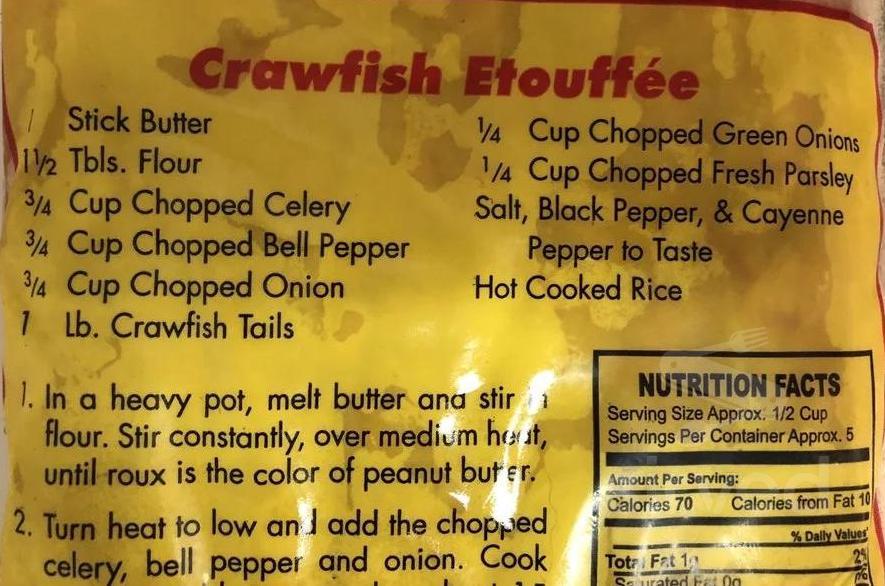 Crawfish Etouffée
1 Stick Butter
1 1/2 Tbls. Flour
3/4 Cup Chopped Celery
3/4 Cup Chopped Bell Pepper
3/4 Cup Chopped Onion
1 Lb. Crawfish Tails
1/4 Cup Chopped Green Onions
1/4 Cup Chopped Fresh Parsley
Salt, Black Pepper, & Cayenne
Pepper to Taste
Hot Cooked Rice
1. In a heavy pot, melt butter and stir in
flour. Stir constantly, over medium heat,
until roux is the color of peanut butter.
2. Turn heat to low and add the chopped
celery, bell pepper and onion. Cook
NUTRITION FACTS
Serving Size Approx. 1/2 Cup
Servings Per Container Approx. 5
Amount Per Serving:
Calories 70 Calories from Fat 10
% Daily Values
Total Fat 1g 2%
Saturated Fat 0g